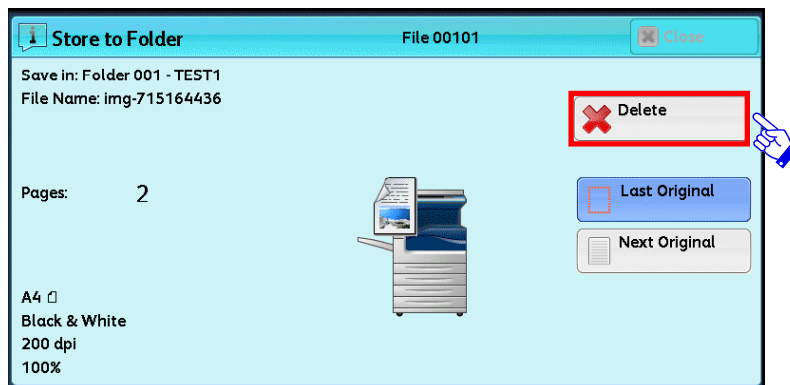 Store to Folder
File 00101
Close
Save in: Folder 001 - TEST1
File Name: img-715164436
Delete
Pages: 2
Last Original
Next Original
A4
Black & White
200 dpi
100%